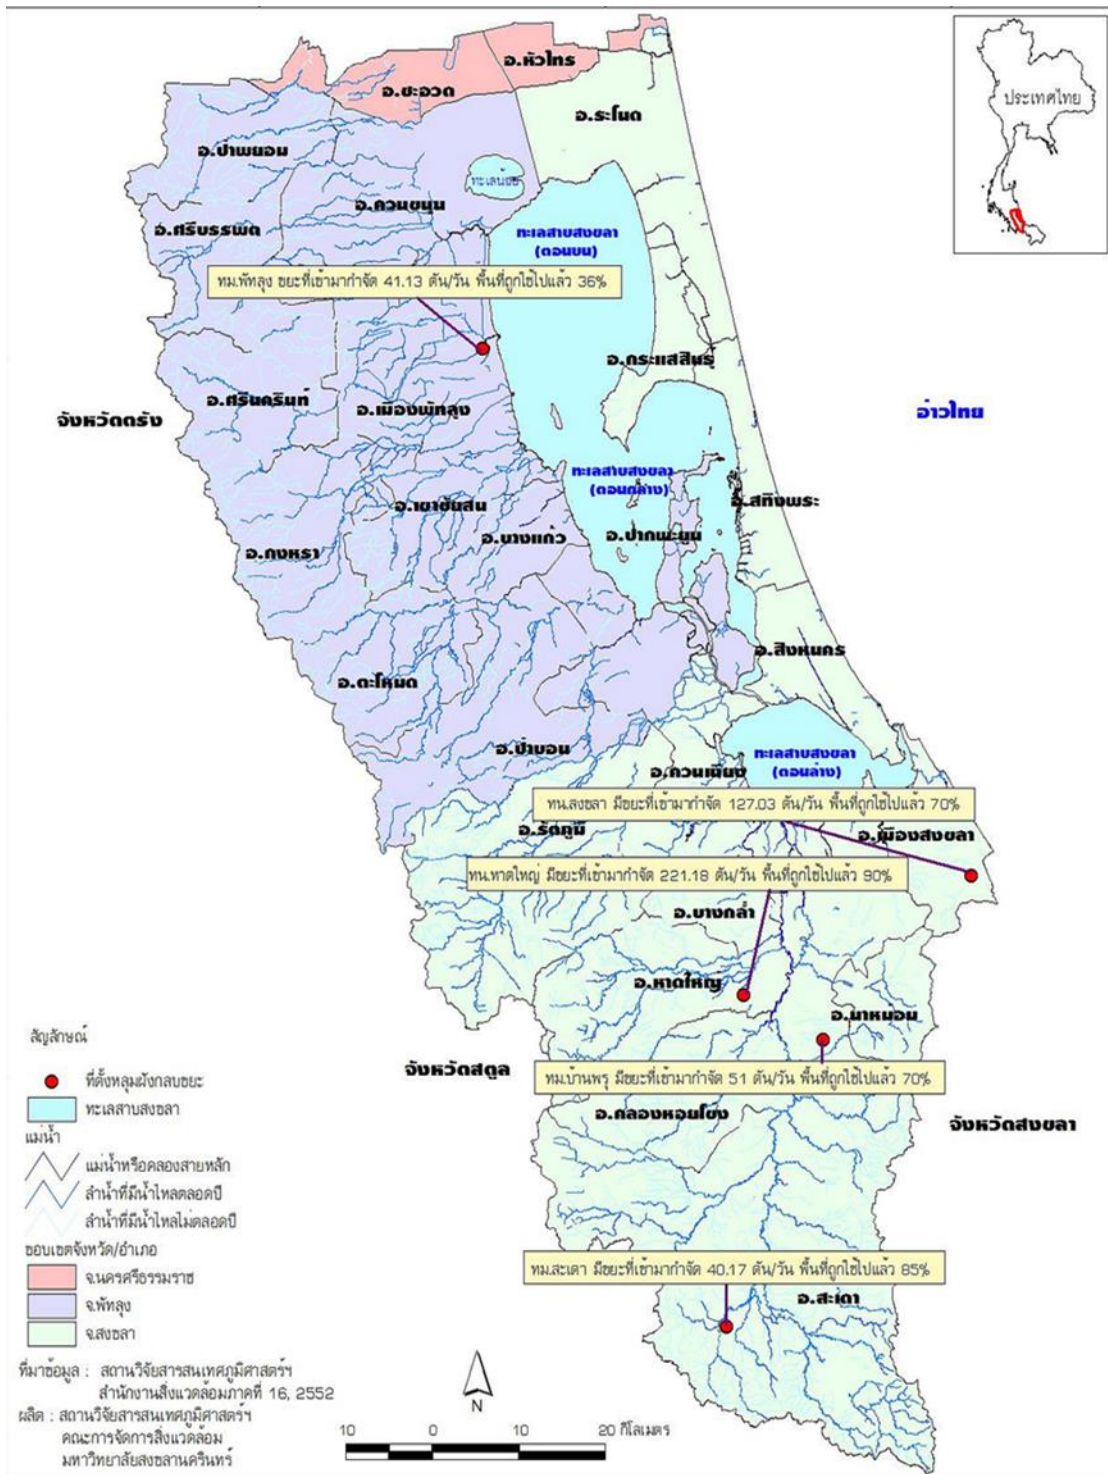 อ.หัวไทร
อ.ชะอวด
ประเทศไทย
อ.ระโนด
อ.ป่าพยอม
ทะเลน้อย
อ.ควนขนุน
อ.ศรีบรรพต
ทะเลสาบสงขลา
(ตอนบน)
ทม.พัทลุง ขยะที่เข้ามากำจัด 41.13 ตัน/วัน พื้นที่ถูกใช้ไปแล้ว 36%
อ.กระแสสินธุ์
อ.ศรีนครินทร์
อ.เมืองพัทลุง
จังหวัดตรัง
อ่าวไทย
ทะเลสาบสงขลา
(ตอนกลาง)
อ.สทิงพระ
อ.เขาชัยสน
อ.บางแก้ว
อ.ปากพะยูน
อ.กงหรา
อ.สิงหนคร
อ.ตะโหมด
อ.ป่าบอน
ทะเลสาบสงขลา
(ตอนล่าง)
อ.ควนเนียง
ทน.สงขลา มีขยะที่เข้ามากำจัด 127.03 ตัน/วัน พื้นที่ถูกใช้ไปแล้ว 70%
อ.รัตภูมิ
อ.เมืองสงขลา
ทน.หาดใหญ่ มีขยะที่เข้ามากำจัด 221.18 ตัน/วัน พื้นที่ถูกใช้ไปแล้ว 90%
อ.บางกล่ำ
อ.หาดใหญ่
อ.นาหม่อม
จังหวัดสตูล
ทม.บ้านพรุ มีขยะที่เข้ามากำจัด 51 ตัน/วัน พื้นที่ถูกใช้ไปแล้ว 70%
อ.คลองหอยโข่ง
จังหวัดสงขลา
ทม.สะเดา มีขยะที่เข้ามากำจัด 40.17 ตัน/วัน พื้นที่ถูกใช้ไปแล้ว 85%
อ.สะเดา
สัญลักษณ์
ที่ตั้งหลุมฝังกลบขยะ
ทะเลสาบสงขลา
แม่น้ำ
แม่น้ำหรือคลองสายหลัก
ลำน้ำที่มีน้ำไหลตลอดปี
ลำน้ำที่มีน้ำไหลไม่ตลอดปี
ขอบเขตจังหวัด/อำเภอ
จ.นครศรีธรรมราช
จ.พัทลุง
จ.สงขลา
ที่มาข้อมูล : สถานวิจัยสารสนเทศภูมิศาสตร์ฯ
สำนักงานสิ่งแวดล้อมภาคที่ 16, 2552
ผลิต : สถานวิจัยสารสนเทศภูมิศาสตร์ฯ
คณะการจัดการสิ่งแวดล้อม
มหาวิทยาลัยสงขลานครินทร์
N
10 0 10 20 กิโลเมตร